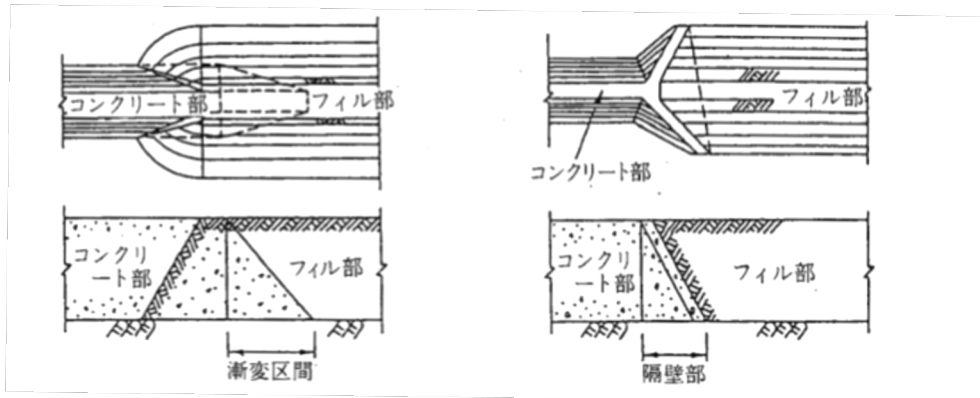 コンクリート部
フィル部
コンクリ
ート部
フィル部
漸変区間
フィル部
コンクリート部
コンクリ
ート部
フィル部
隔壁部